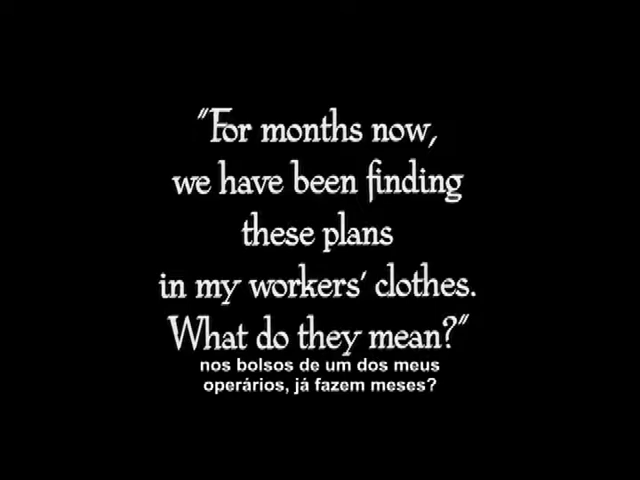 "For months now,
we have been finding
these plans
in my workers' clothes.
What do they mean?"
nos bolsos de um dos meus
operários, já fazem meses?